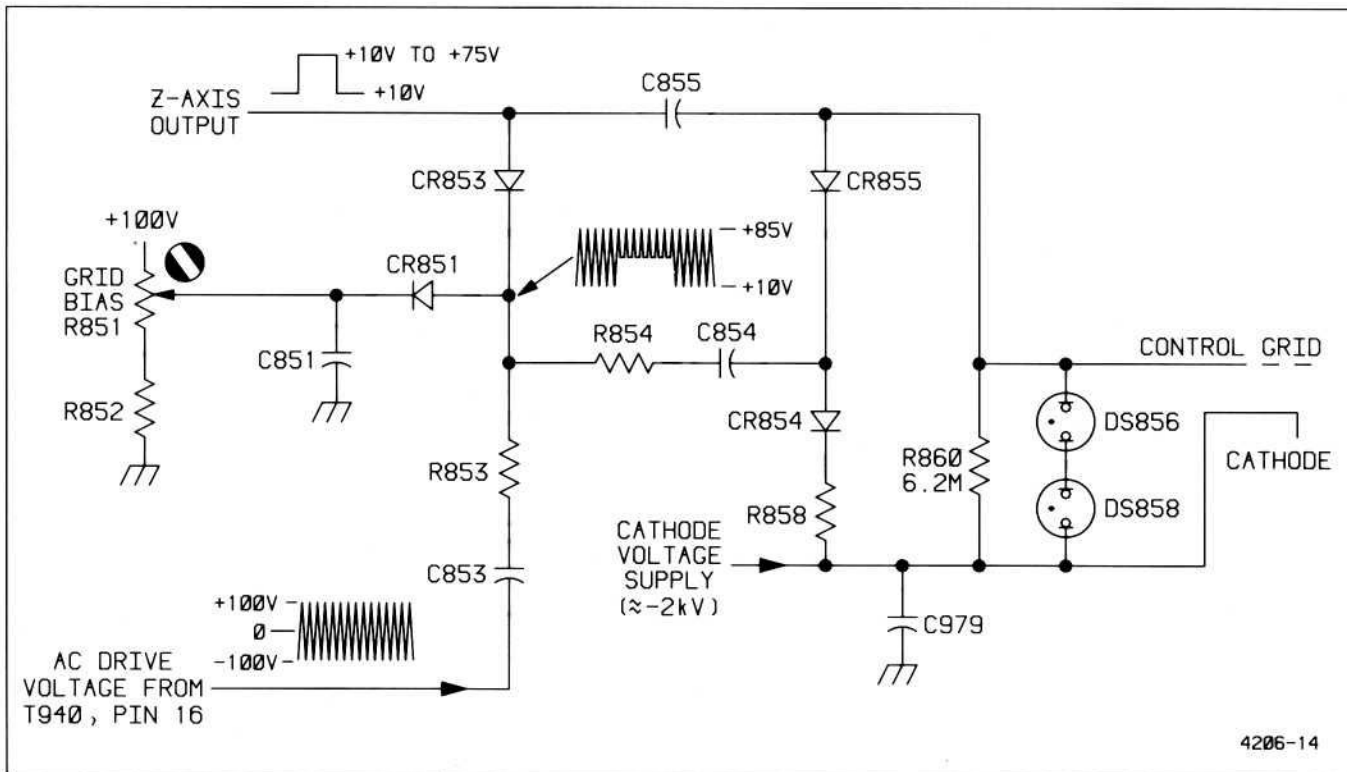 +10V TO +75V
+10V
Z-AXIS
OUTPUT
C855
CR853
CR855
+100V
GRID
BIAS
R851
CR851
+85V
+10V
R854
C854
C851
R852
CONTROL GRID
CR854
DS856
R853
R860
6.2M
CATHODE
R858
DS858
CATHODE
VOLTAGE
SUPPLY
(≈-2kV)
C853
+100V
0
-100V
C979
AC DRIVE
VOLTAGE FROM
T940, PIN 16
4206-14